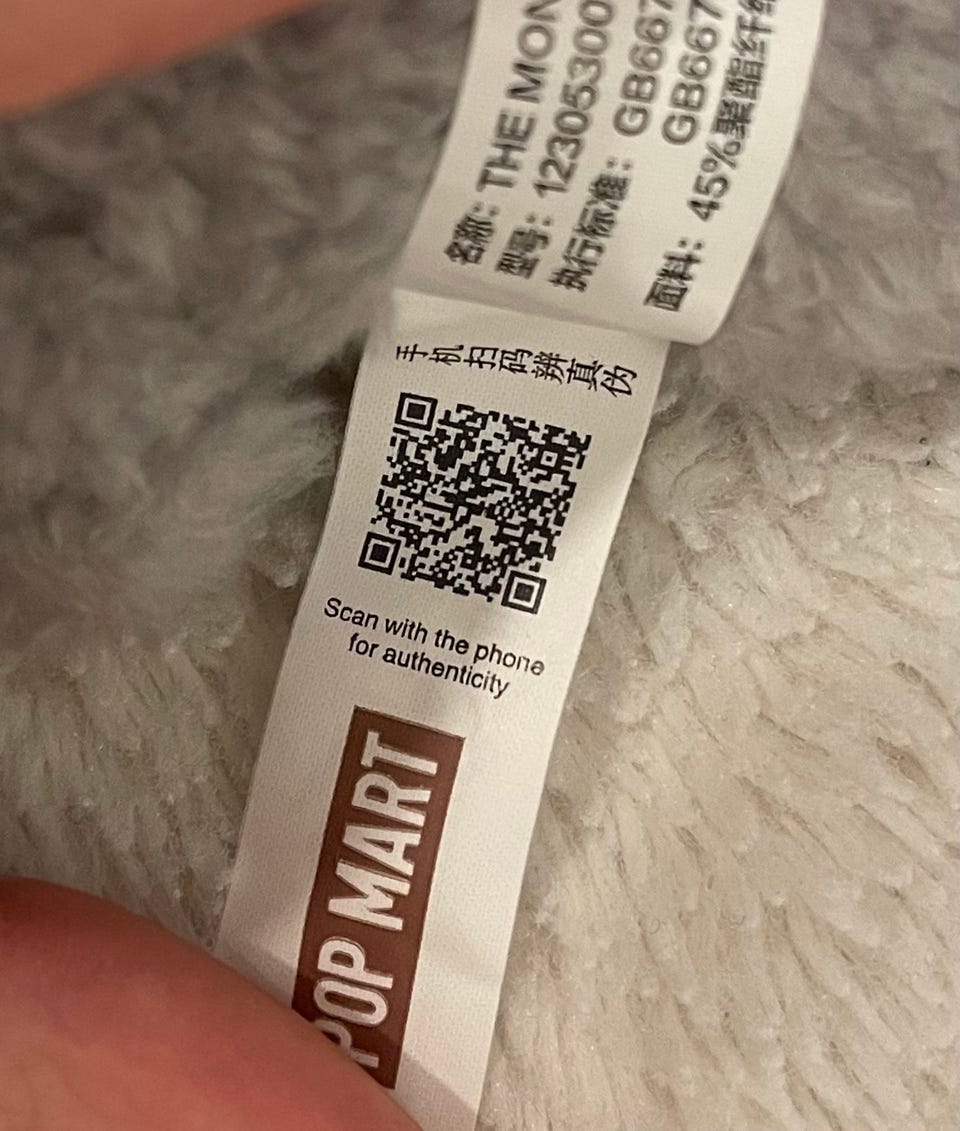 名称：THE MON
型号：12305300
执行标准：GB667
GB667
面料：45%聚酯纤维
手机扫码辨真伪
Scan with the phone
for authenticity
POP MART